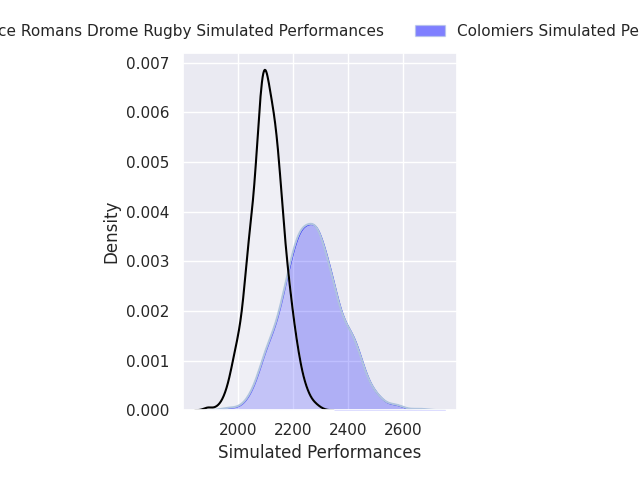 ce Romans Drome Rugby Simulated Performances Colomiers Simulated Pe
0.007
0.006
0.005
0.004
0.003
0.002
0.001
0.000
Density
2000 2200 2400 2600
Simulated Performances